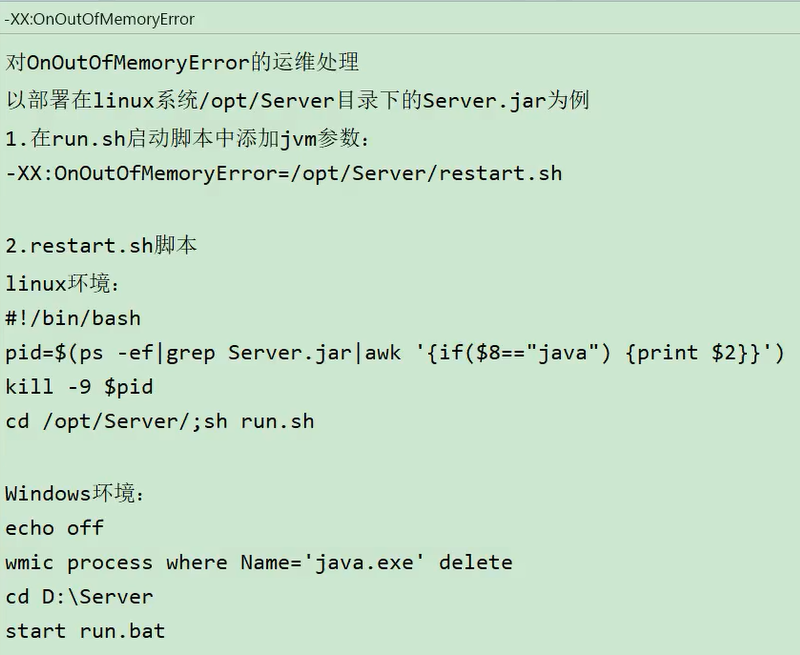 -XX:OnOutOfMemoryError
对OnOutOfMemoryError的运维处理
以部署在linux系统/opt/Server目录下的Server.jar为例
1.在run.sh启动脚本中添加jvm参数：
-XX:OnOutOfMemoryError=/opt/Server/restart.sh
2.restart.sh脚本
linux环境：
#!/bin/bash
pid=$(ps -ef|grep Server.jar|awk '{if($8=="java") {print $2}}')
kill -9 $pid
cd /opt/Server/;sh run.sh
Windows环境：
echo off
wmic process where Name='java.exe' delete
cd D:\Server
start run.bat